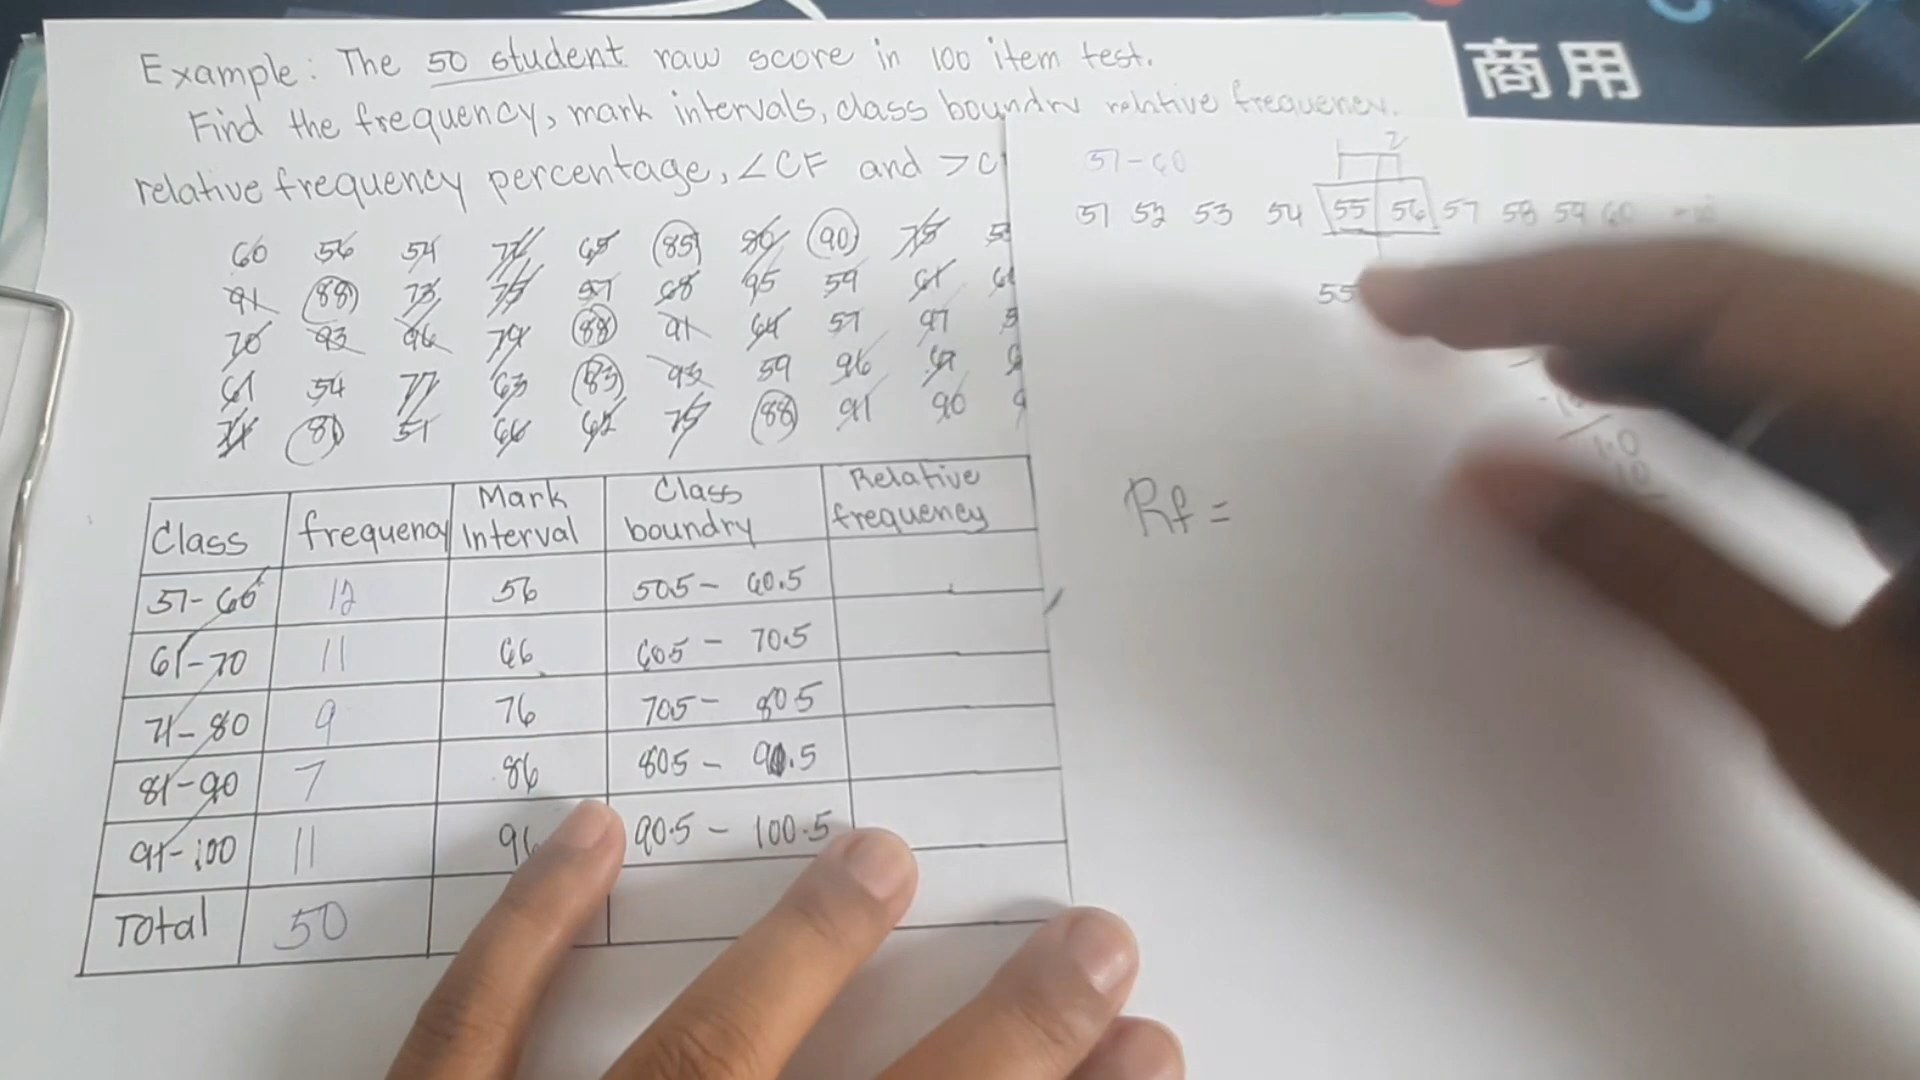 Example: The 50 student raw score in 100 item test.
商用
Find the frequency, mark intervals, class boundry relative frequency.
relative frequency percentage, <CF and >C
51-60
2
51 52 53 54 55 56 57 58 59 60
55
60 56 54 85 80 90 75
91 88 73 75 57 68 95 59 61
70 93 96 79 88 91 64 57 97
61 54 77 63 83 93 59 96
71 81 51 66 62 75 88 91 90
Rf =
Class frequency Mark Interval Class boundry Relative frequency
51-60 12 56 50.5 - 60.5
61-70 11 66 60.5 - 70.5
71-80 9 76 70.5 - 80.5
81-90 7 86 80.5 - 90.5
91-100 11 96 90.5 - 100.5
Total 50